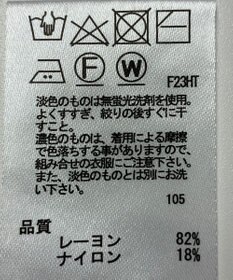 F W
F23HT
淡色のものは無蛍光洗剤を使用。
よくすすぎ、絞りの後すぐに干
すこと。
濃色のものは、着用による摩擦
で色落ちする事がありますので、
組み合せの衣服にご注意下さい。
また、淡色のものとは別にお洗
い下さい。
105
品質
レーヨン 82%
ナイロン 18%